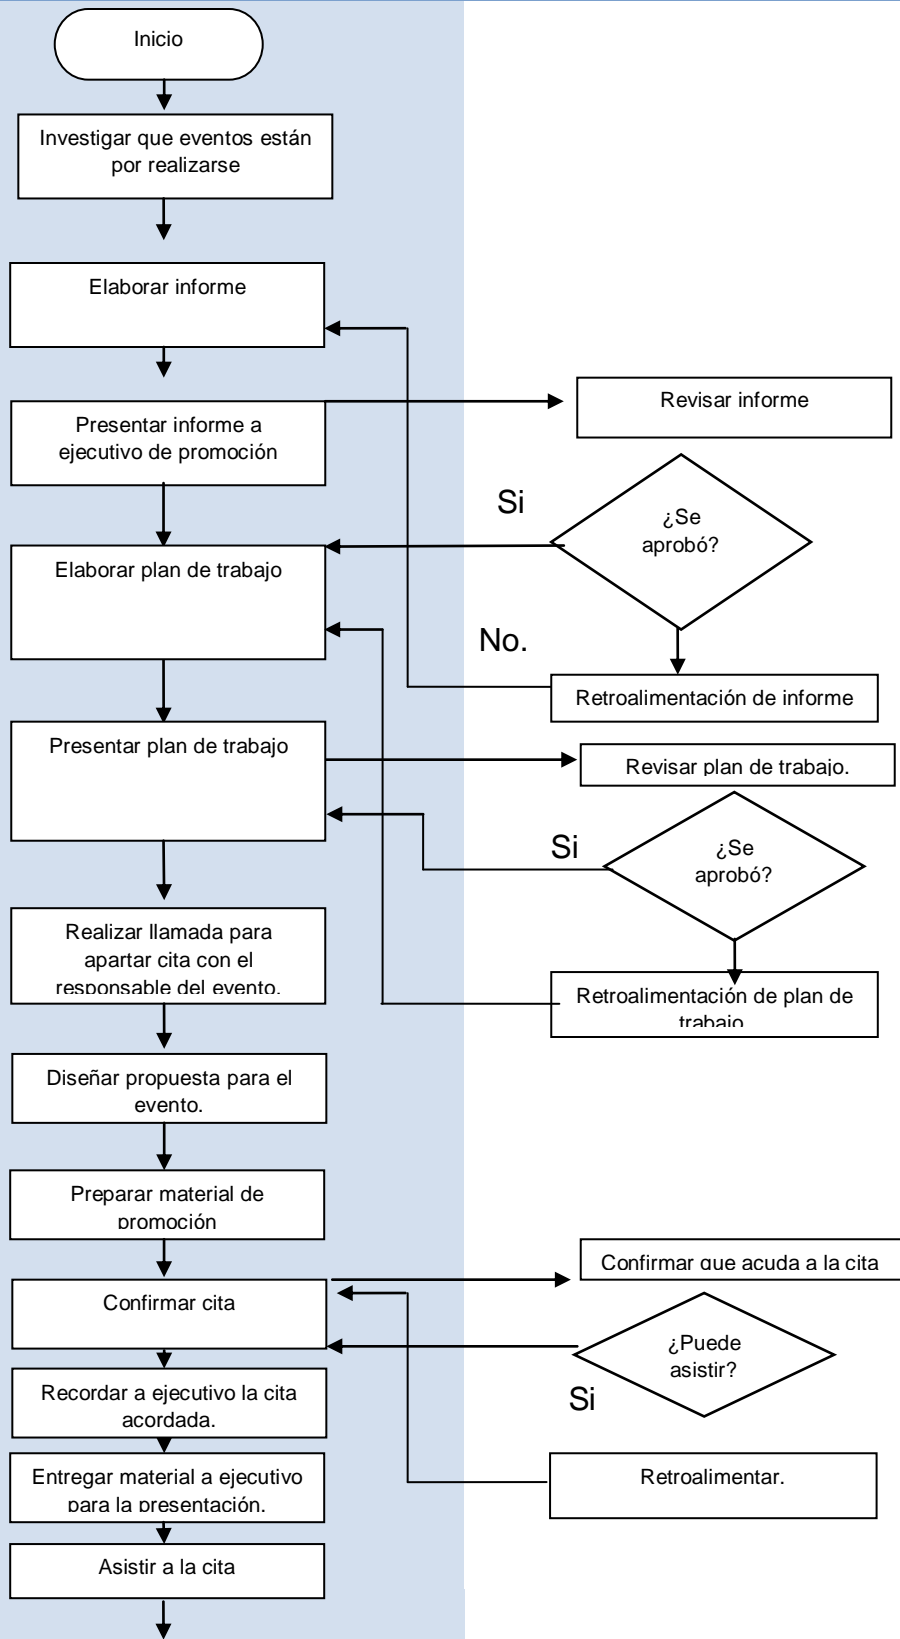 Inicio
Investigar que eventos están
por realizarse
Elaborar informe
Presentar informe a
ejecutivo de promoción
Revisar informe
Si
¿Se
aprobó?
Elaborar plan de trabajo
No.
Retroalimentación de informe
Presentar plan de trabajo
Revisar plan de trabajo.
Si
¿Se
aprobó?
Realizar llamada para
apartar cita con el
responsable del evento.
Retroalimentación de plan de
trabajo
Diseñar propuesta para el
evento.
Preparar material de
promoción
Confirmar que acuda a la cita
Confirmar cita
¿Puede
asistir?
Si
Recordar a ejecutivo la cita
acordada.
Entregar material a ejecutivo
para la presentación.
Retroalimentar.
Asistir a la cita